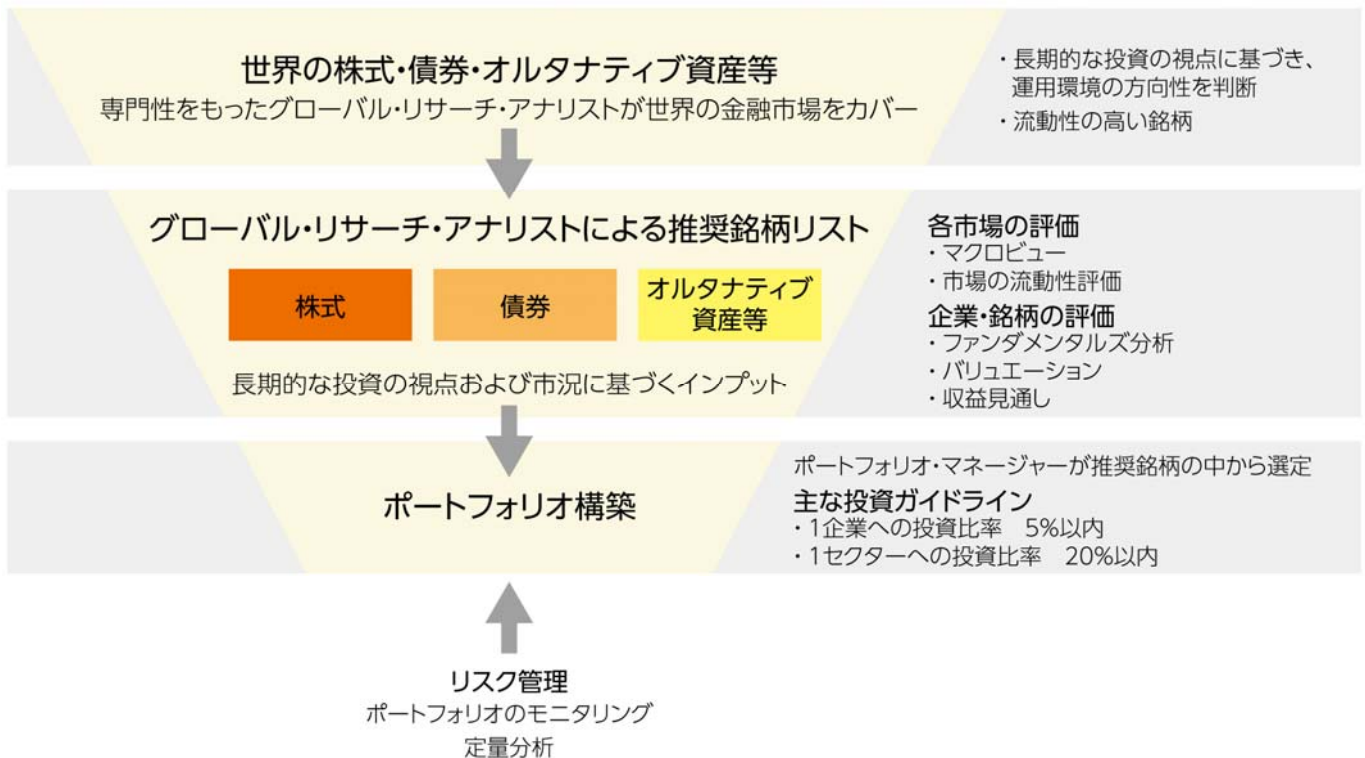 世界の株式・債券・オルタナティブ資産等
専門性をもったグローバル・リサーチ・アナリストが世界の金融市場をカバー
・長期的な投資の視点に基づき、
運用環境の方向性を判断
・流動性の高い銘柄
グローバル・リサーチ・アナリストによる推奨銘柄リスト
株式
債券
オルタナティブ
資産等
長期的な投資の視点および市況に基づくインプット
各市場の評価
・マクロビュー
・市場の流動性評価
企業・銘柄の評価
・ファンダメンタルズ分析
・バリュエーション
・収益見通し
ポートフォリオ構築
ポートフォリオ・マネージャーが推奨銘柄の中から選定
主な投資ガイドライン
・1企業への投資比率　5%以内
・1セクターへの投資比率　20%以内
リスク管理
ポートフォリオのモニタリング
定量分析